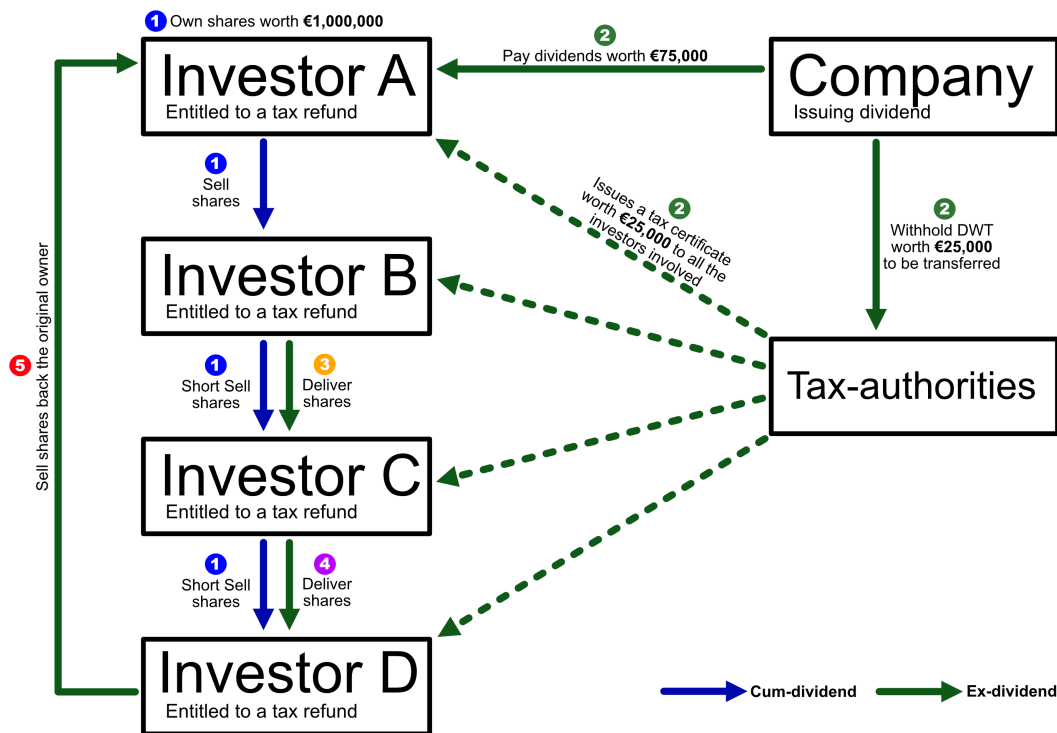 1 Own shares worth €1,000,000
Investor A
Entitled to a tax refund
2
Pay dividends worth €75,000
Company
Issuing dividend
1
Sell
shares
Issues a tax certificate
worth €25,000 to all the
investors involved
2
2
Withhold DWT
worth €25,000
to be transferred
Investor B
Entitled to a tax refund
5
Sell shares back the original owner
1
Short Sell
shares
3
Deliver
shares
Tax-authorities
Investor C
Entitled to a tax refund
1
Short Sell
shares
4
Deliver
shares
Investor D
Entitled to a tax refund
Cum-dividend
Ex-dividend